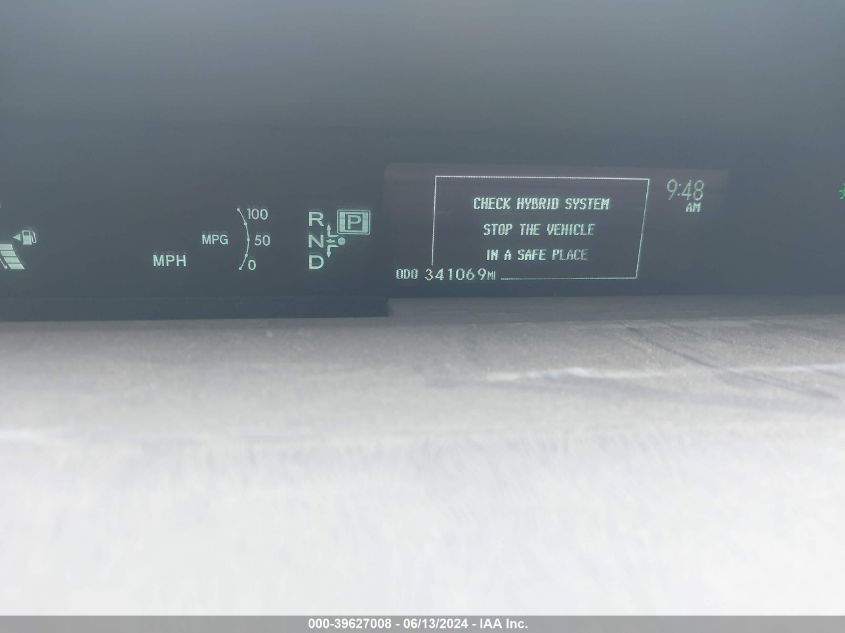 CHECK HYBRID SYSTEM
STOP THE VEHICLE
IN A SAFE PLACE
9:48
AM
ODO 341069MI
MPH
MPG
100
50
0
R
N
D
P
000-39627008 - 06/13/2024 - IAA Inc.